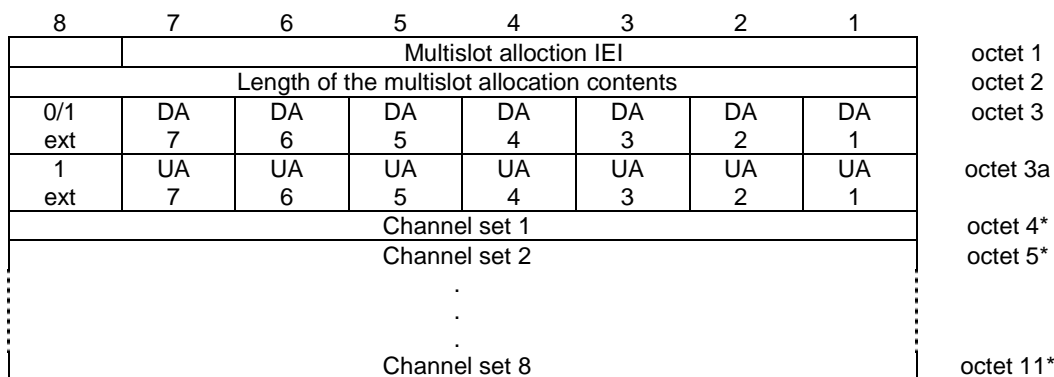 8 7 6 5 4 3 2 1
Multislot alloction IEI octet 1
Length of the multislot allocation contents octet 2
0/1 DA DA DA DA DA DA DA octet 3
ext 7 6 5 4 3 2 1
1 UA UA UA UA UA UA UA octet 3a
ext 7 6 5 4 3 2 1
Channel set 1 octet 4*
Channel set 2 octet 5*
.
.
.
Channel set 8 octet 11*